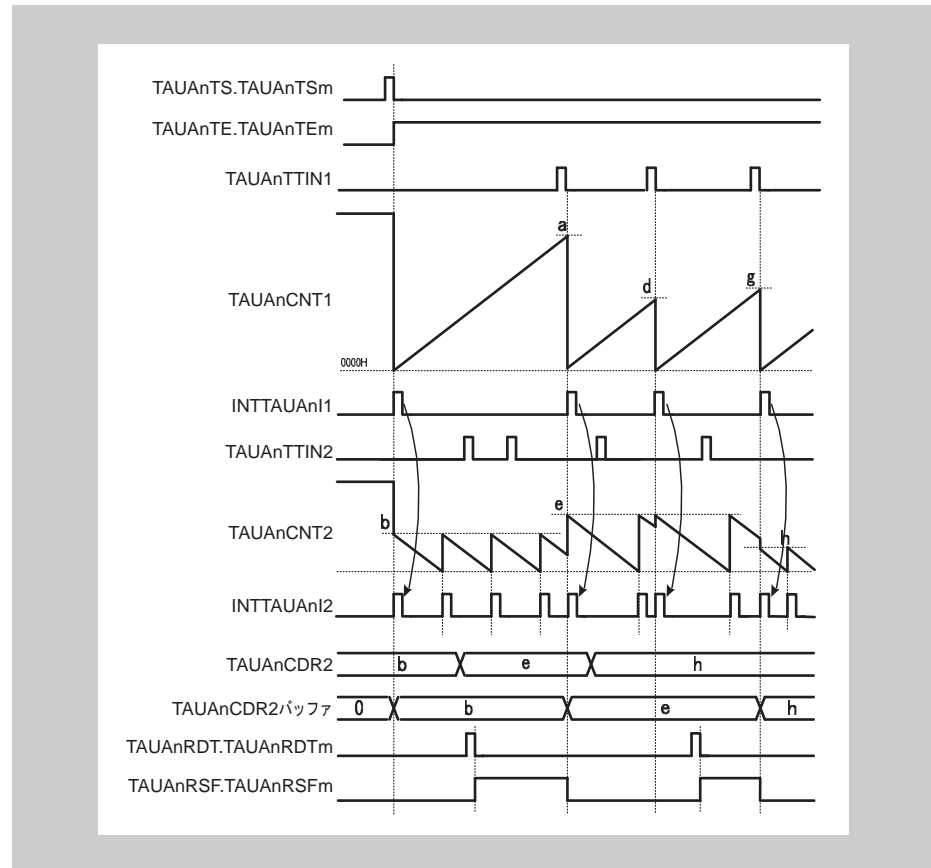 TAUAnTS.TAUAnTSm
TAUAnTE.TAUAnTEm
TAUAnTTIN1
a
d
g
TAUAnCNT1
0000H
INTTAUAnI1
TAUAnTTIN2
b
e
h
TAUAnCNT2
INTTAUAnI2
TAUAnCDR2 b e h
TAUAnCDR2バッファ 0 b e h
TAUAnRDT.TAUAnRDTm
TAUAnRSF.TAUAnRSFm